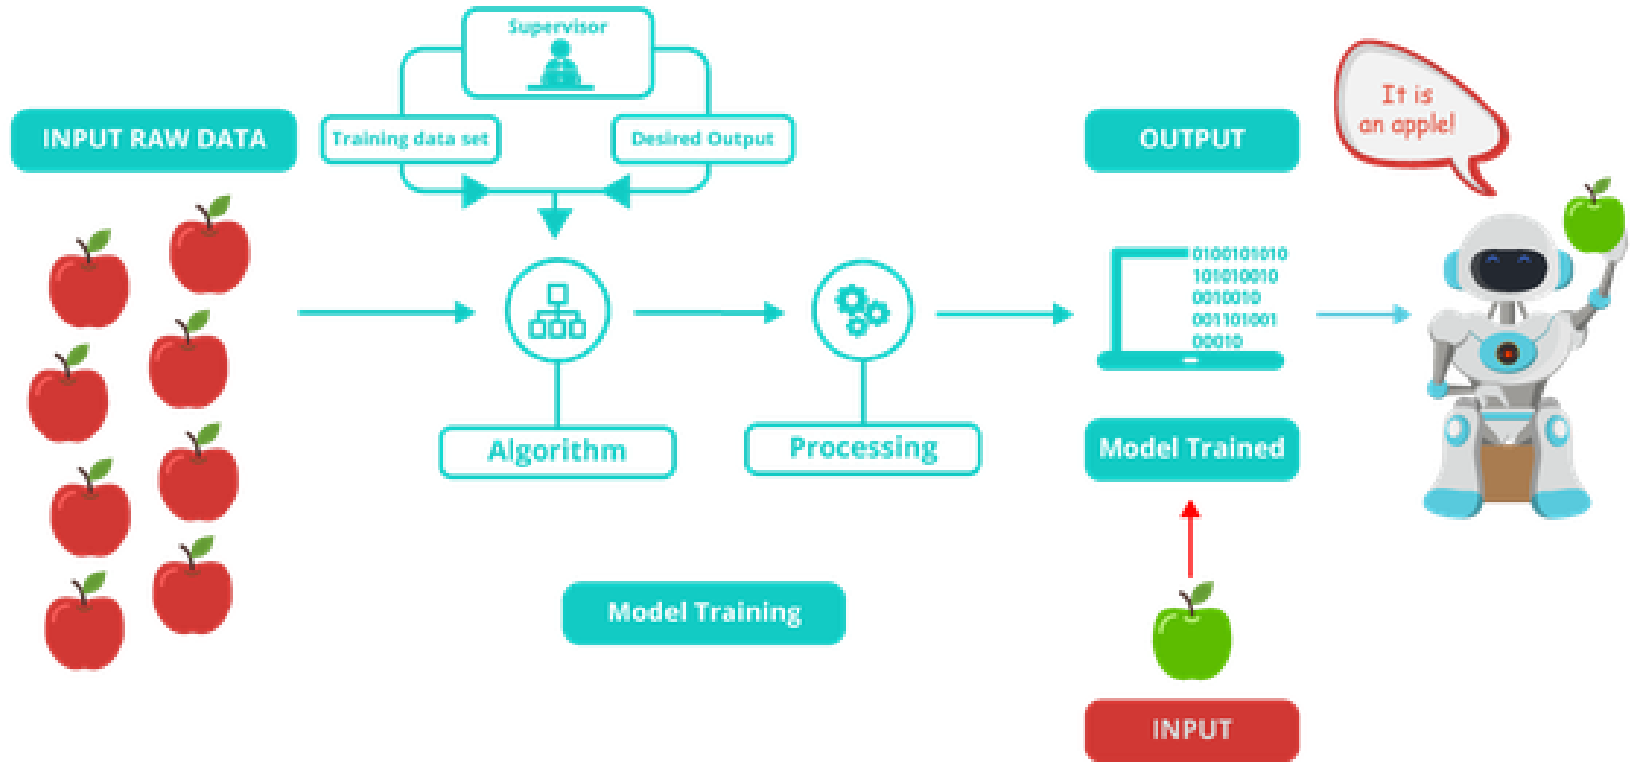 Supervisor
INPUT RAW DATA
Training data set
Desired Output
OUTPUT
It is
an apple!
0100101010
101010010
0010010
001101001
00010
Algorithm
Processing
Model Trained
Model Training
INPUT